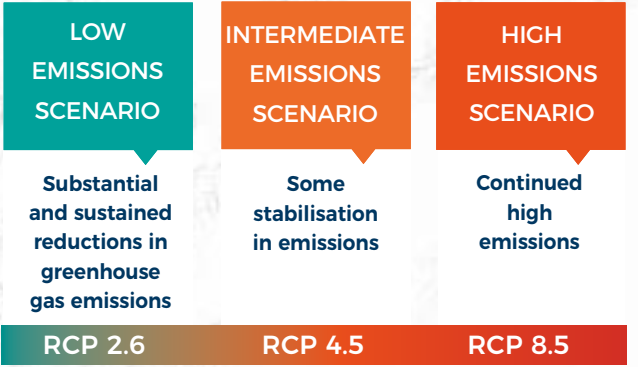 LOW
EMISSIONS
SCENARIO
Substantial
and sustained
reductions in
greenhouse
gas emissions
RCP 2.6
INTERMEDIATE
EMISSIONS
SCENARIO
Some
stabilisation
in emissions
RCP 4.5
HIGH
EMISSIONS
SCENARIO
Continued
high
emissions
RCP 8.5